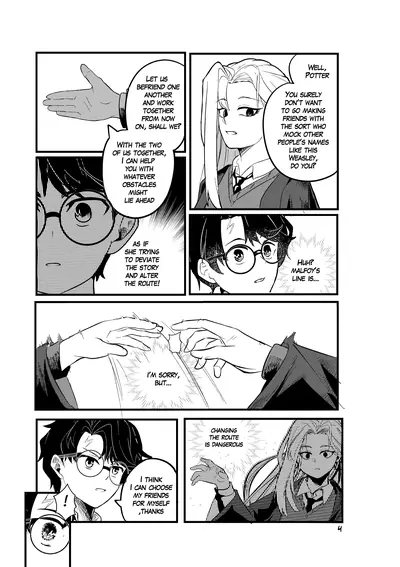 WELL,
POTTER
YOU SURELY
DON'T WANT
TO GO MAKING
FRIENDS WITH
THE SORT WHO
MOCK OTHER
PEOPLE'S NAMES
LIKE THIS
WEASLEY,
DO YOU?
LET US
BEFRIEND ONE
ANOTHER AND
WORK TOGETHER
FROM NOW
ON, SHALL WE?
WITH THE TWO
OF US TOGETHER,
I CAN HELP
YOU WITH
WHATEVER
OBSTACLES
MIGHT
LIE AHEAD
HUH?
MALFOY'S
LINE IS...
AS IF
SHE TRYING
TO DEVIATE
THE STORY
AND ALTER
THE ROUTE!
I'M SORRY,
BUT...
CHANGING
THE ROUTE
IS DANGEROUS
I THINK
I CAN CHOOSE
MY FRIENDS
FOR MYSELF
,THANKS
!
4